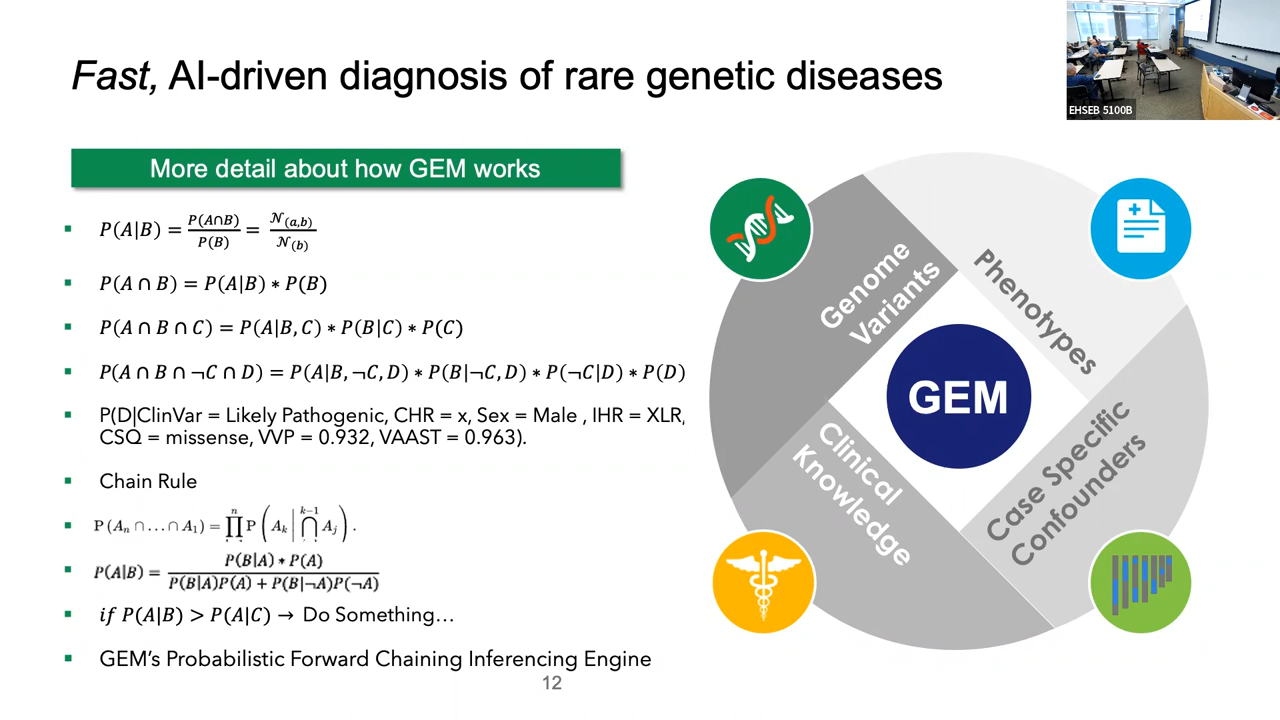 Fast, AI-driven diagnosis of rare genetic diseases
EHSEB 5100B
More detail about how GEM works
P(A|B) = P(A∩B)/P(B) = 𝒩(a,b)/𝒩(b)
P(A ∩ B) = P(A|B) ∗ P(B)
P(A ∩ B ∩ C) = P(A|B, C) ∗ P(B|C) ∗ P(C)
P(A ∩ B ∩ ¬C ∩ D) = P(A|B, ¬C, D) ∗ P(B|¬C, D) ∗ P(¬C|D) ∗ P(D)
P(D|ClinVar = Likely Pathogenic, CHR = x, Sex = Male , IHR = XLR,
CSQ = missense, VVP = 0.932, VAAST = 0.963).
Chain Rule
P (Aₙ ∩ . . . ∩ A₁) = ∏ⁿ P (Aₖ | ⋂ᵏ⁻¹ Aⱼ) .
P(A|B) = P(B|A) ∗ P(A) / P(B|A)P(A) + P(B|¬A)P(¬A)
if P(A|B) > P(A|C) → Do Something…
GEM’s Probabilistic Forward Chaining Inferencing Engine
12
Genome
Variants
Phenotypes
GEM
Clinical
Knowledge
Case Specific
Confounders